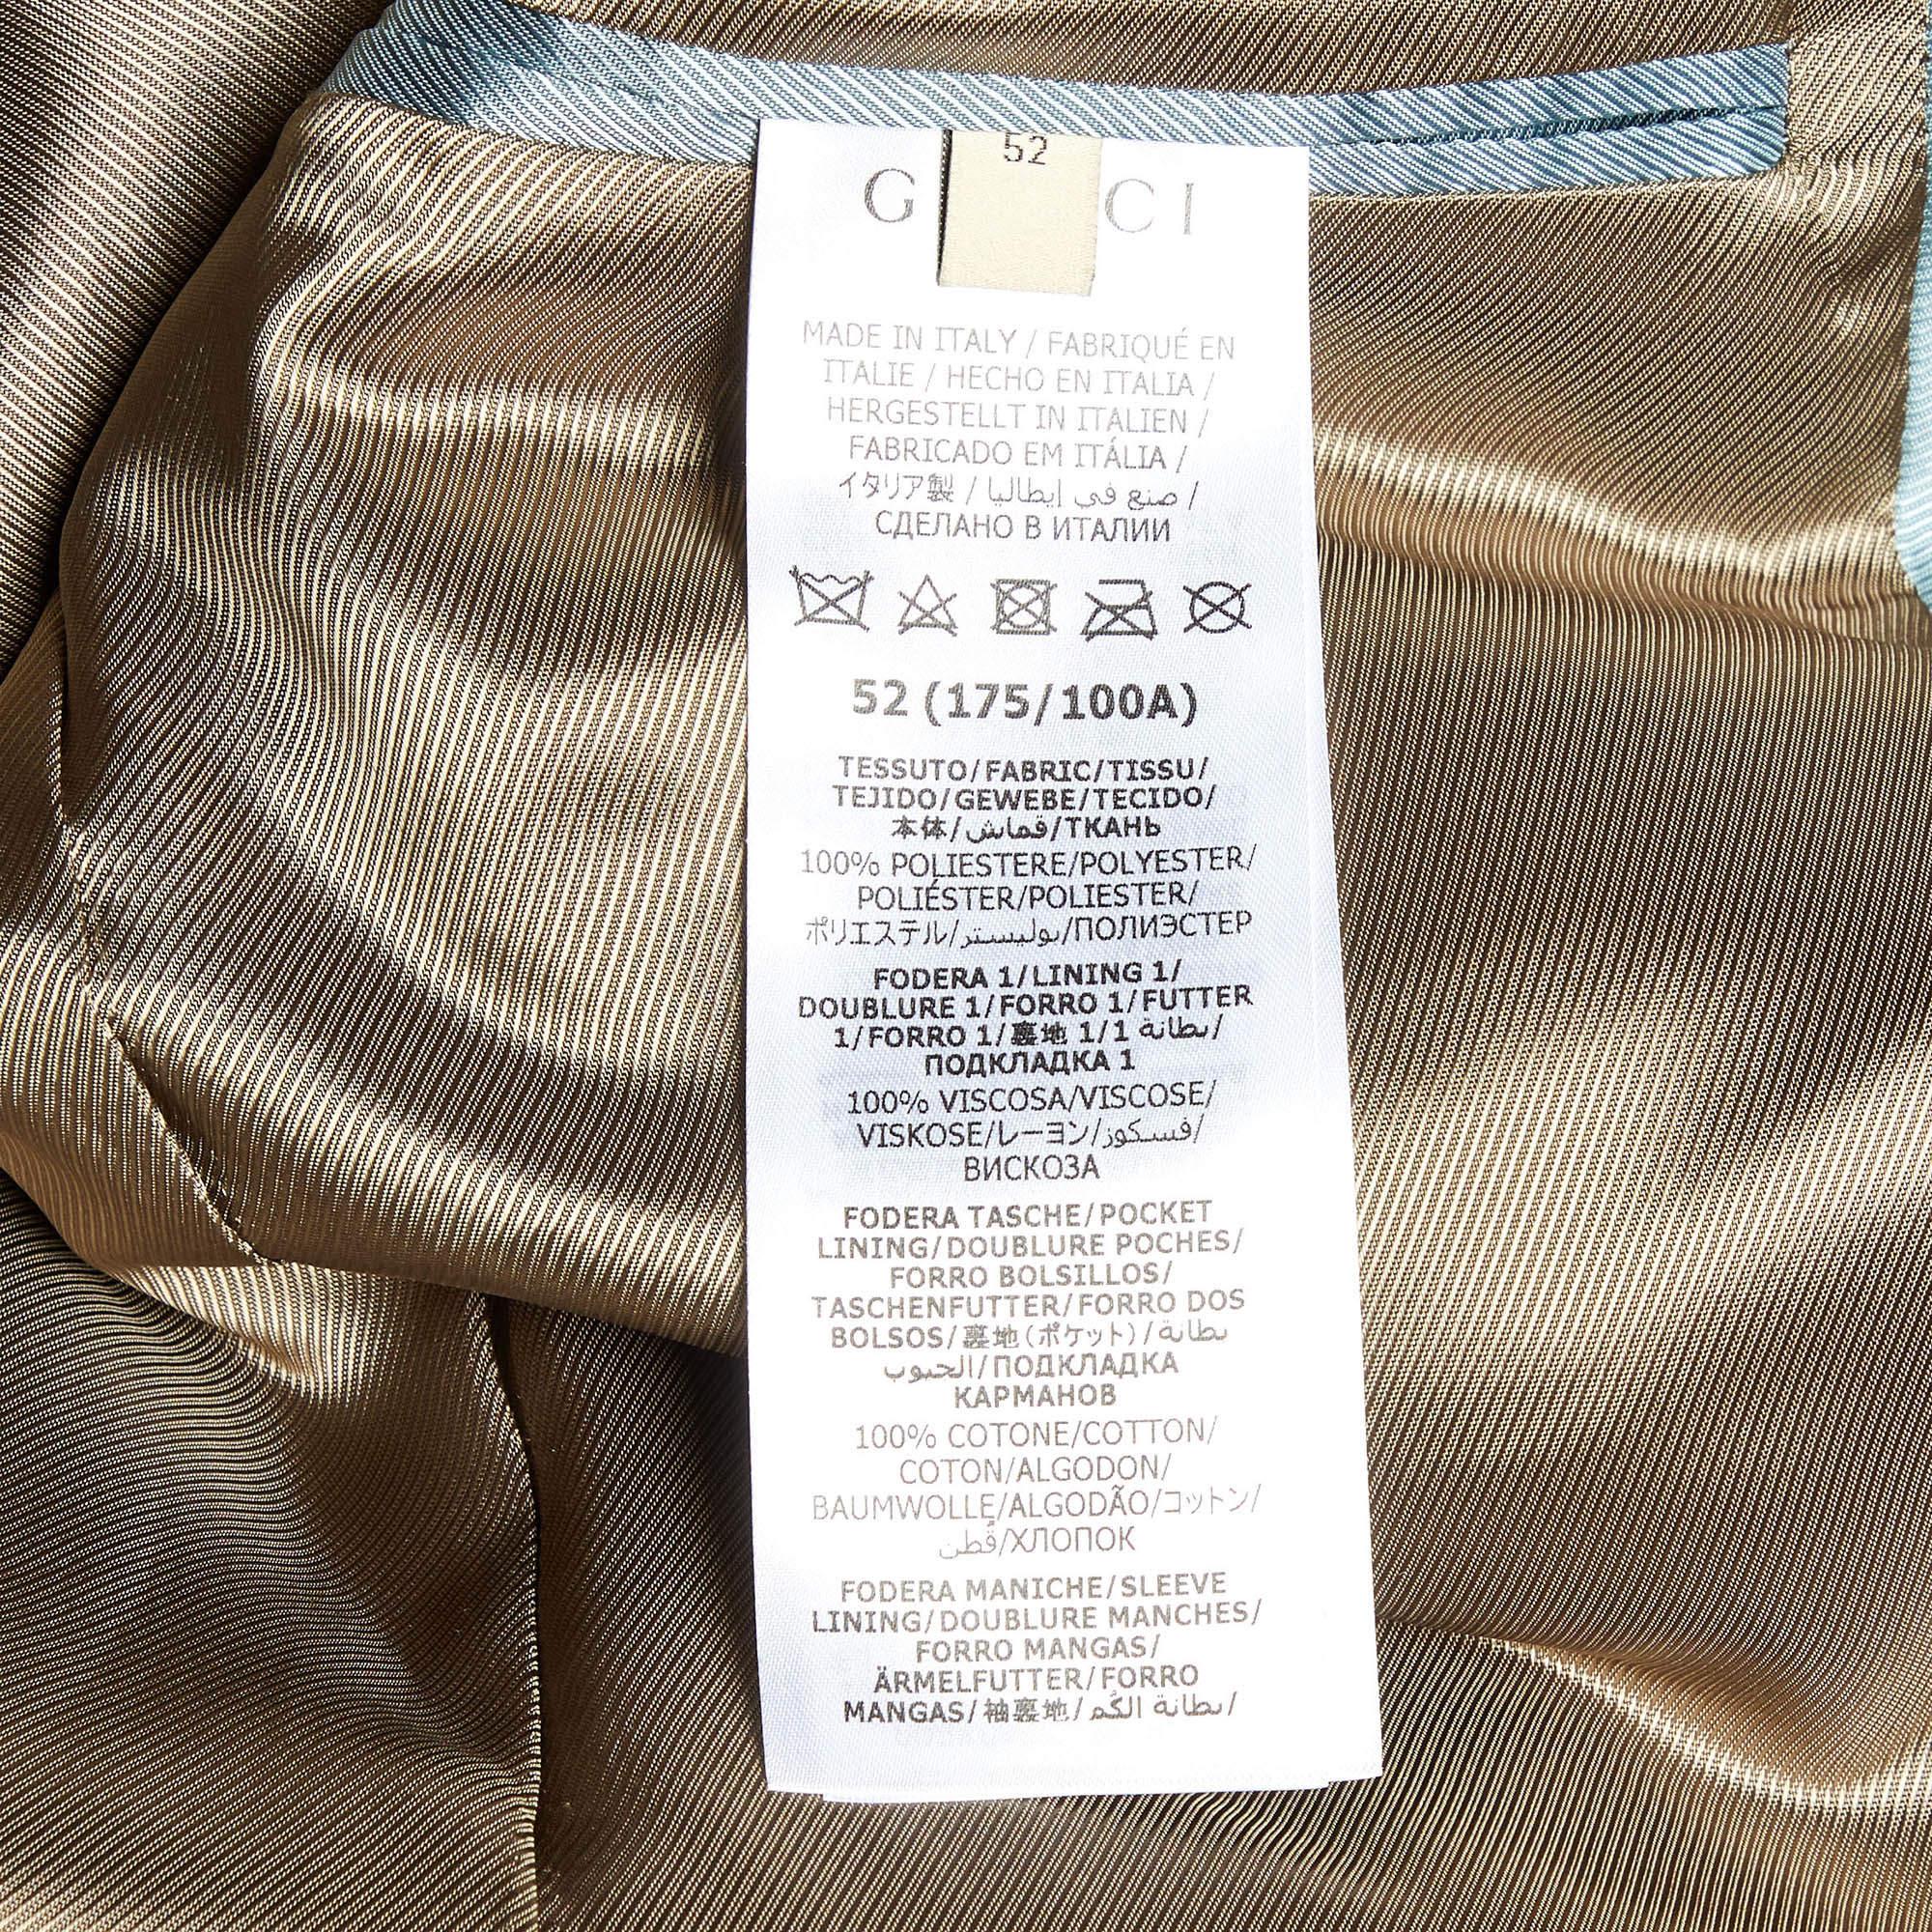 52
G CCI
MADE IN ITALY / FABRIQUÉ EN
ITALIE / HECHO EN ITALIA /
HERGESTELLT IN ITALIEN /
FABRICADO EM ITÁLIA /
イタリア製 / صنع في إيطاليا /
СДЕЛАНО В ИТАЛИИ
52 (175/100A)
TESSUTO/FABRIC/TISSU/
TEJIDO/GEWEBE/TECIDO/
本体/قماش/ТКАНЬ
100% POLIESTERE/POLYESTER/
POLIÉSTER/POLIESTER/
ポリエステル/بوليستر/ПОЛИЭСТЕР
FODERA 1/LINING 1/
DOUBLURE 1/FORRO 1/FUTTER
1/FORRO 1/裏地 1/1 بطانة/
ПОДКЛАДКА 1
100% VISCOSA/VISCOSE/
VISKOSE/レーヨン/فسكوز/
ВИСКОЗА
FODERA TASCHE/POCKET
LINING/DOUBLURE POCHES/
FORRO BOLSILLOS/
TASCHENFUTTER/FORRO DOS
BOLSOS/裏地(ポケット)/بطانة
الجيوب/ПОДКЛАДКА
КАРМАНОВ
100% COTONE/COTTON/
COTON/ALGODON/
BAUMWOLLE/ALGODÃO/コットン/
قُطن/ХЛОПОК
FODERA MANICHE/SLEEVE
LINING/DOUBLURE MANCHES/
FORRO MANGAS/
ÄRMELFUTTER/FORRO
MANGAS/袖裏地/بطانة الكُم/